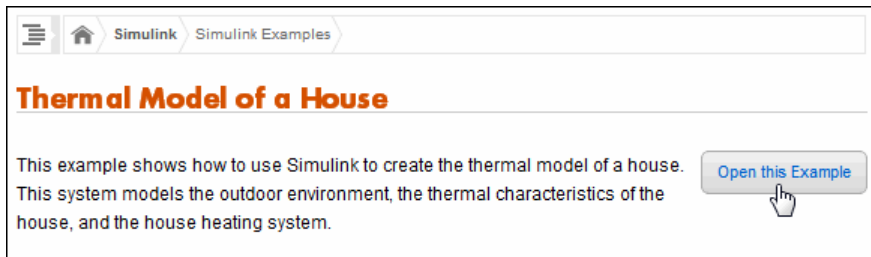 Simulink Simulink Examples
Thermal Model of a House
This example shows how to use Simulink to create the thermal model of a house.
Open this Example
This system models the outdoor environment, the thermal characteristics of the
house, and the house heating system.